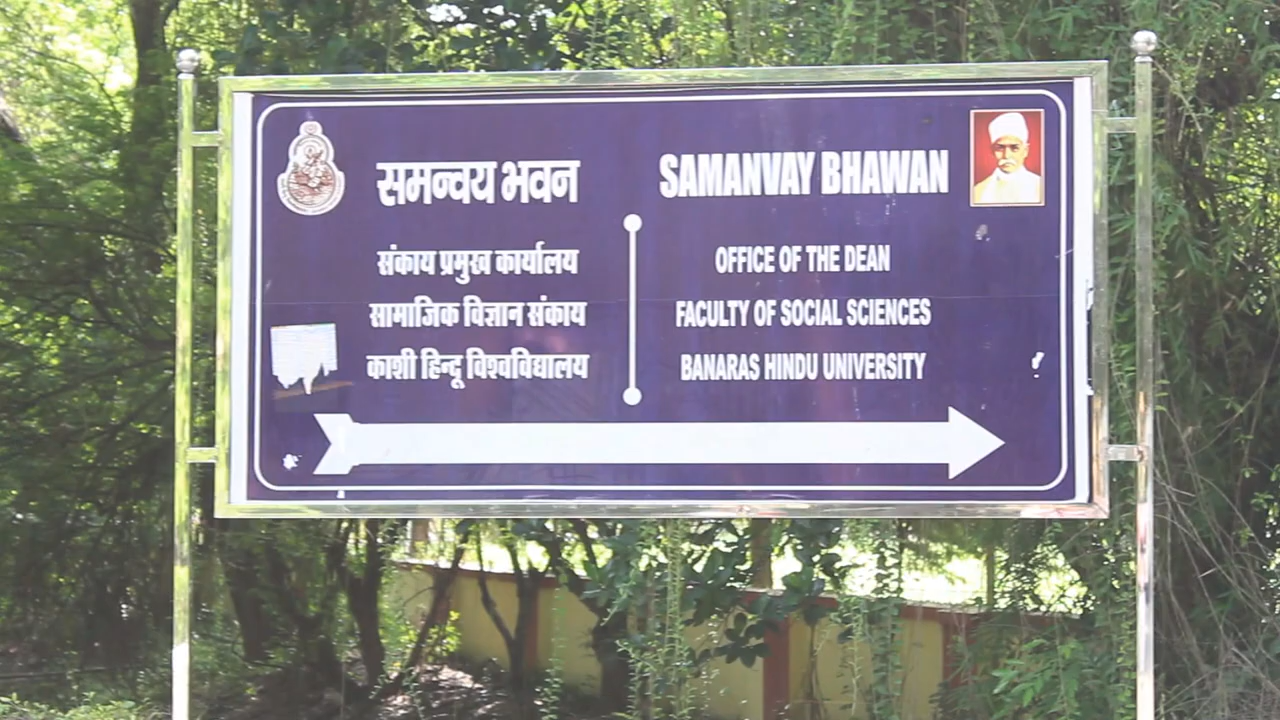 समन्वय भवन
संकाय प्रमुख कार्यालय
सामाजिक विज्ञान संकाय
काशी हिन्दू विश्वविद्यालय
SAMANVAY BHAWAN
OFFICE OF THE DEAN
FACULTY OF SOCIAL SCIENCES
BANARAS HINDU UNIVERSITY